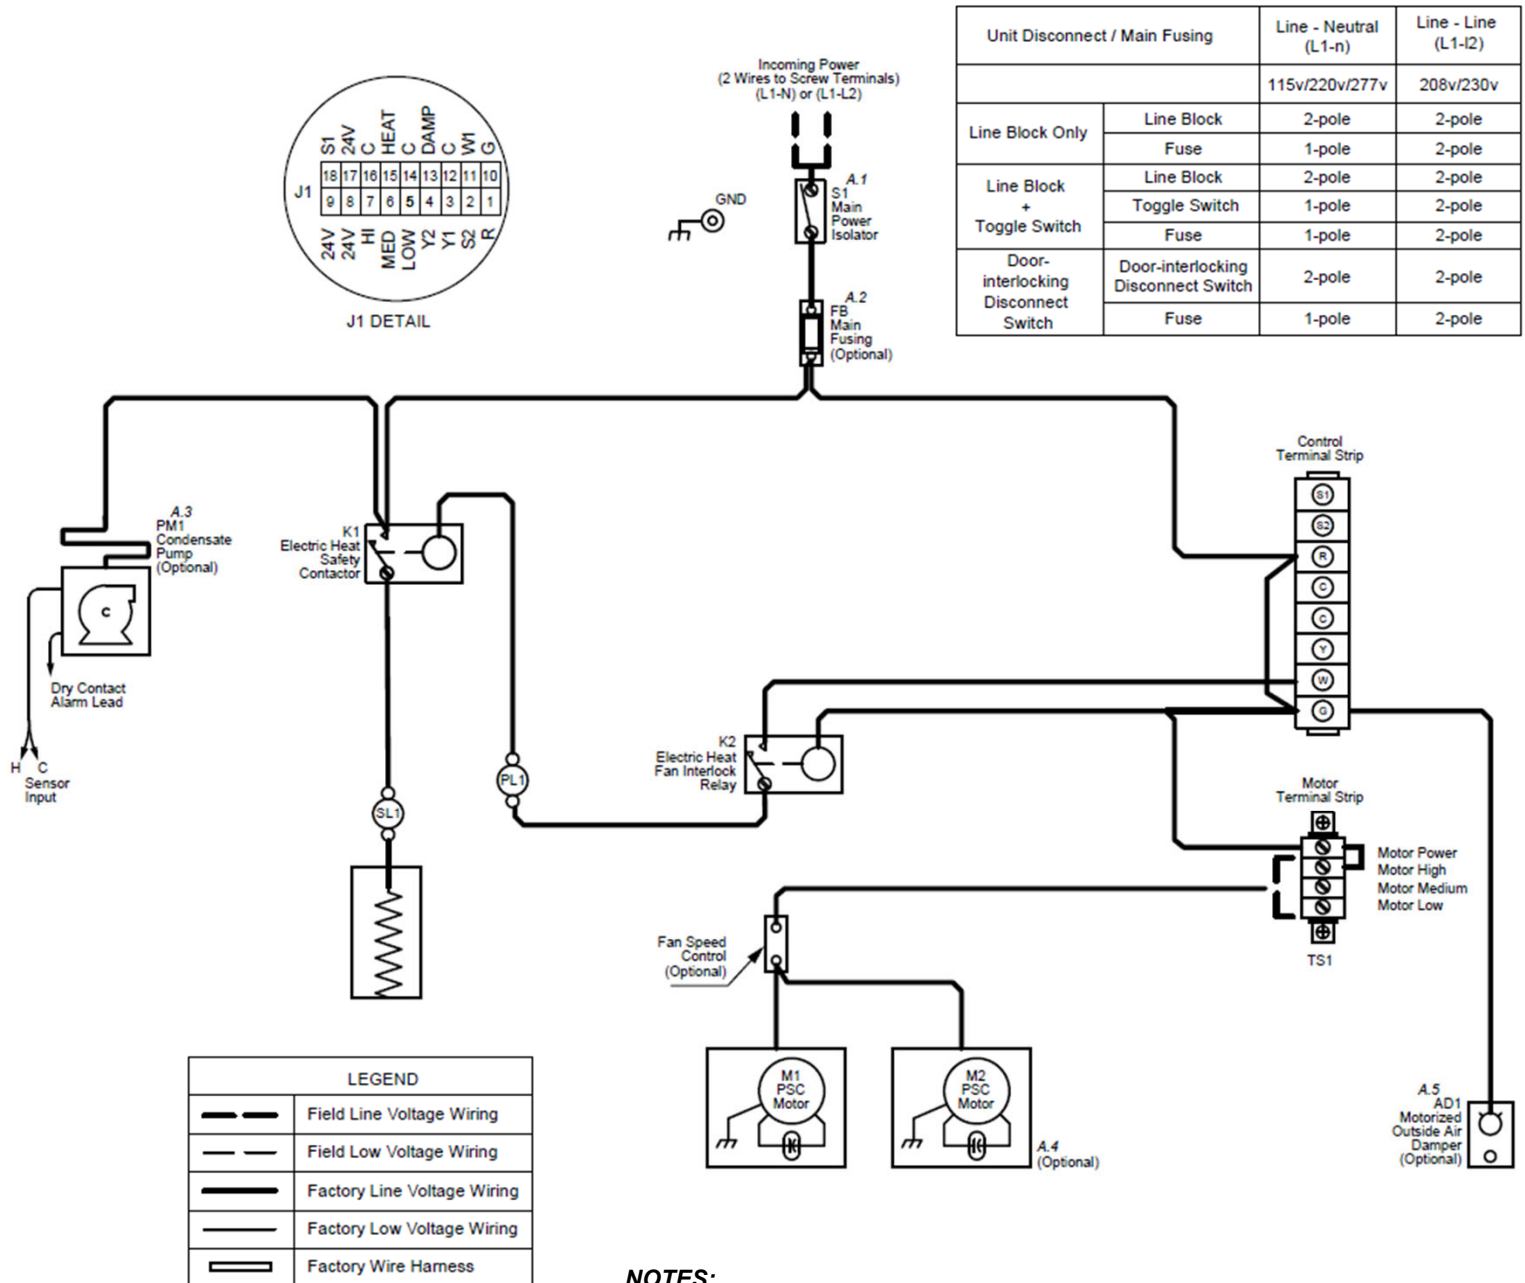 Unit Disconnect / Main Fusing
Line - Neutral
(L1-n)
Line - Line
(L1-l2)
115v/220v/277v
208v/230v
Line Block Only
Line Block
2-pole
2-pole
Fuse
1-pole
2-pole
Line Block
+
Toggle Switch
Line Block
2-pole
2-pole
Toggle Switch
1-pole
2-pole
Fuse
1-pole
2-pole
Door-
interlocking
Disconnect
Switch
Door-interlocking
Disconnect Switch
2-pole
2-pole
Fuse
1-pole
2-pole
Incoming Power
(2 Wires to Screw Terminals)
(L1-N) or (L1-L2)
S1 24V C HEAT C DAMP C W1 G
18 17 16 15 14 13 12 11 10
J1
9 8 7 6 5 4 3 2 1
24V 24V HI MED LOW Y2 Y1 S2 R
J1 DETAIL
GND
A.1
S1
Main
Power
Isolator
A.2
FB
Main
Fusing
(Optional)
Control
Terminal Strip
S1
S2
R
C
C
Y
W
G
A.3
PM1
Condensate
Pump
(Optional)
C
Dry Contact
Alarm Lead
H C
Sensor
Input
K1
Electric Heat
Safety
Contactor
SL1
PL1
K2
Electric Heat
Fan Interlock
Relay
Motor
Terminal Strip
Motor Power
Motor High
Motor Medium
Motor Low
TS1
Fan Speed
Control
(Optional)
M1
PSC
Motor
M2
PSC
Motor
A.4
(Optional)
A.5
AD1
Motorized
Outside Air
Damper
(Optional)
LEGEND
Field Line Voltage Wiring
Field Low Voltage Wiring
Factory Line Voltage Wiring
Factory Low Voltage Wiring
Factory Wire Harness
NOTES: